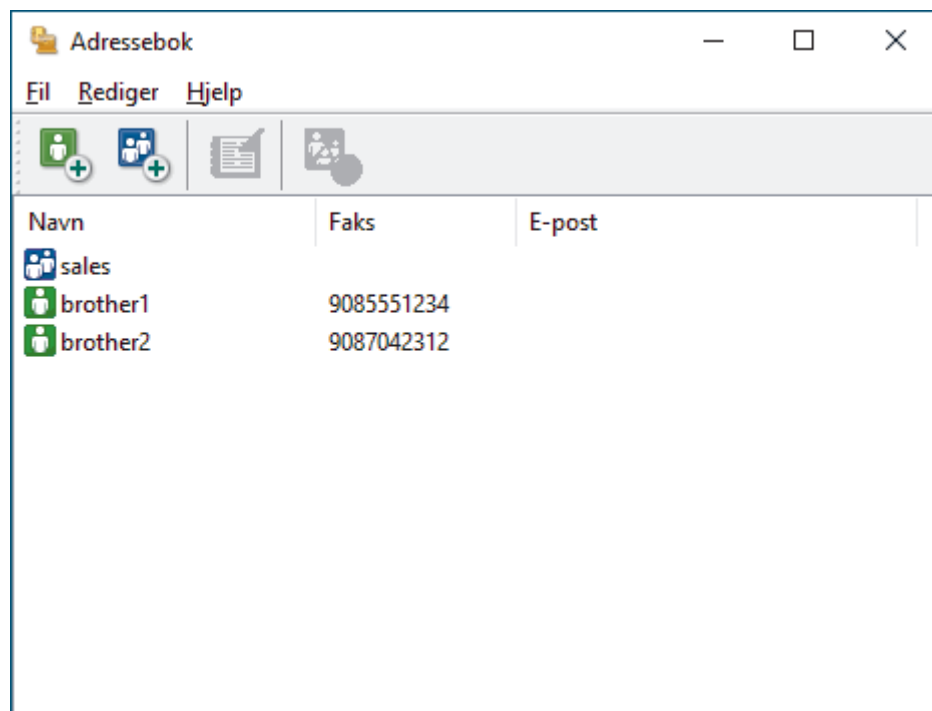 Adressebok
Fil Rediger Hjelp
Navn Faks E-post
sales
brother1 9085551234
brother2 9087042312